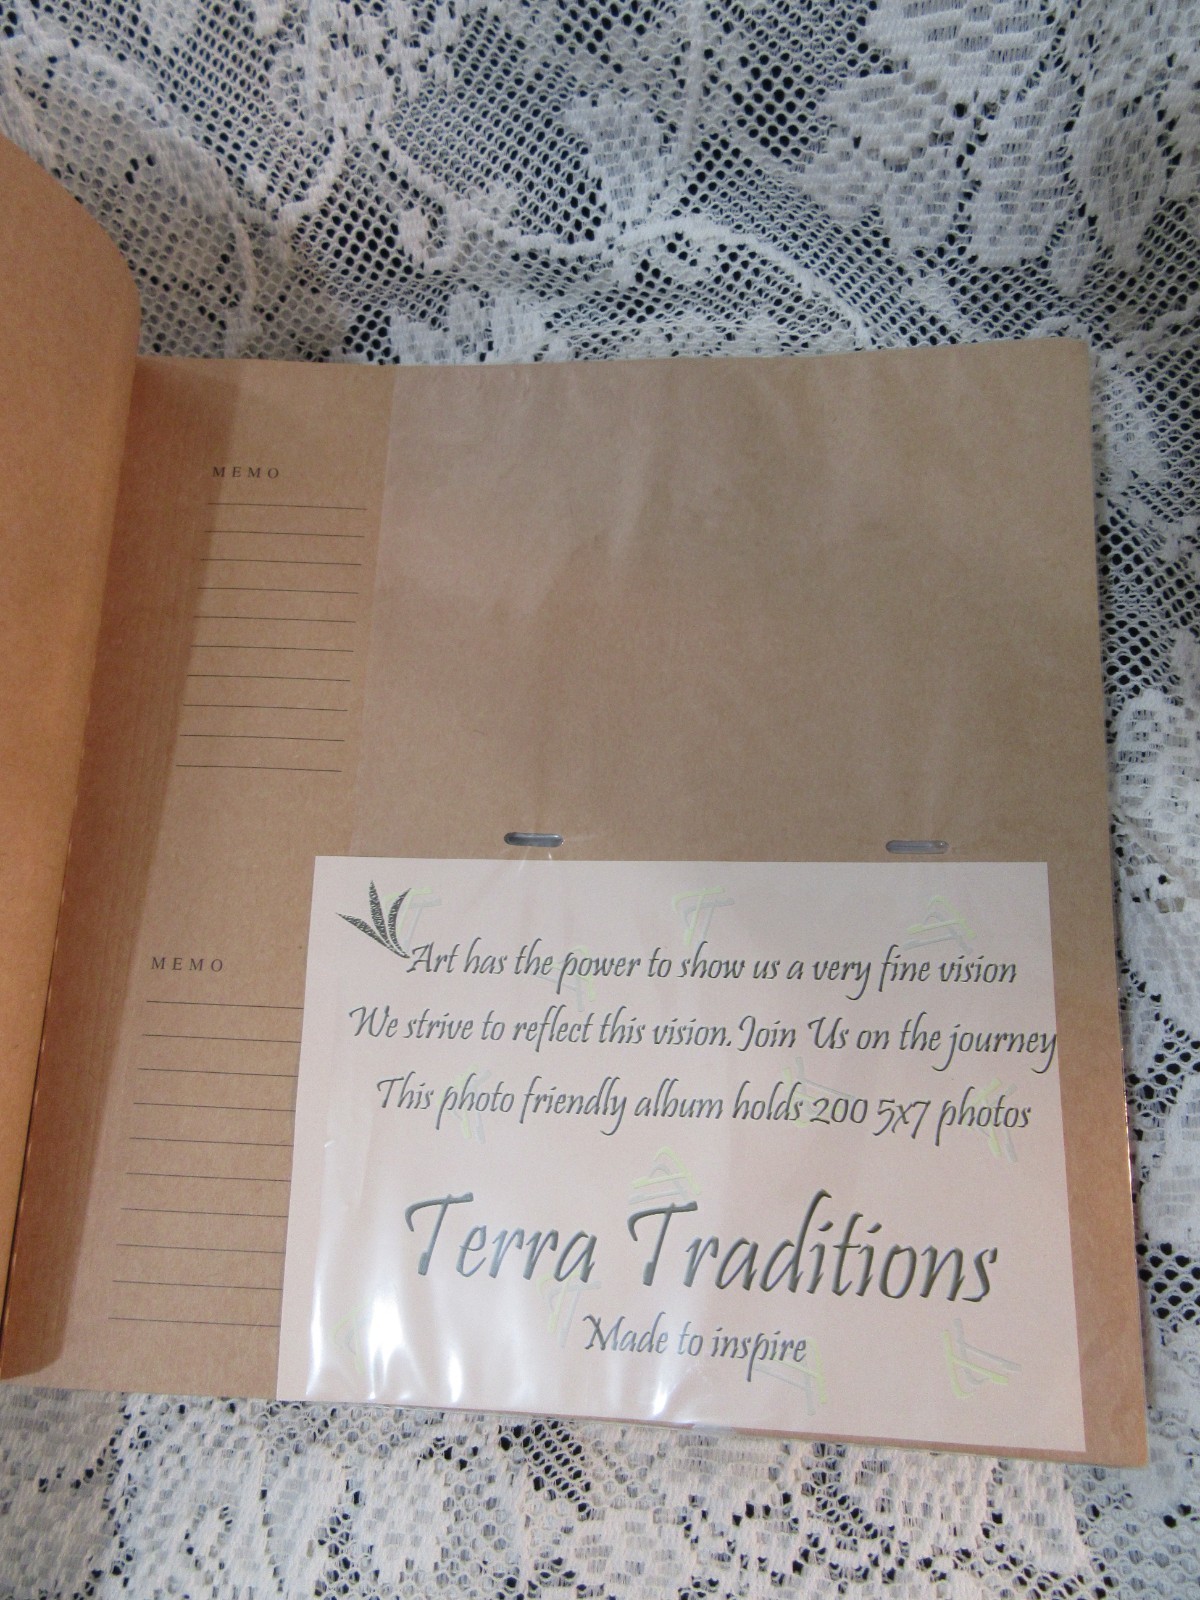 MEMO
MEMO
Art has the power to show us a very fine vision
We strive to reflect this vision. Join Us on the journey
This photo friendly album holds 200 5x7 photos
Terra Traditions
Made to inspire